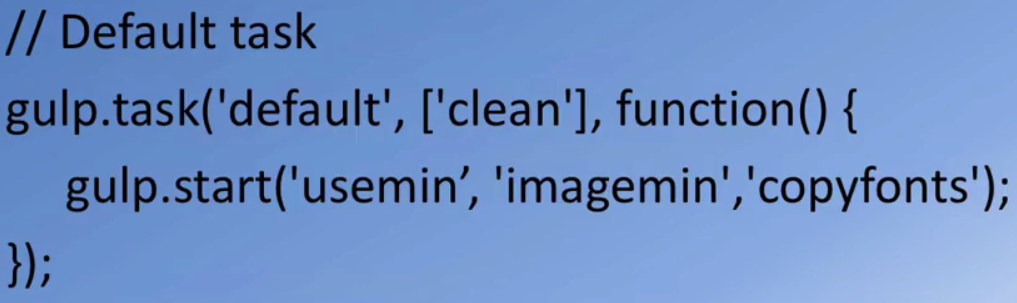 // Default task
gulp.task('default', ['clean'], function() {
gulp.start('usemin’, 'imagemin','copyfonts');
});